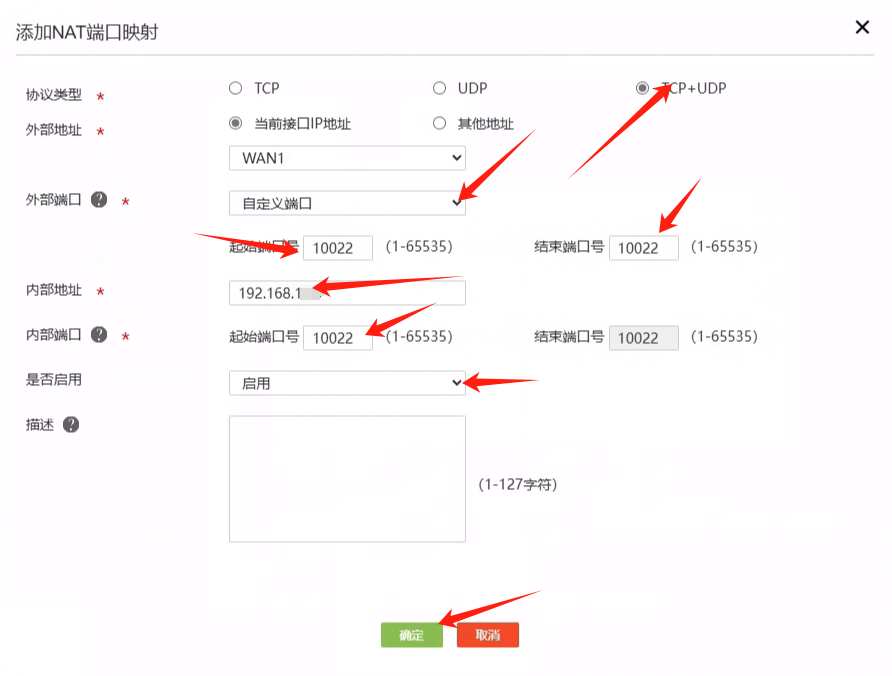 添加NAT端口映射
协议类型 * TCP UDP TCP+UDP
外部地址 * 当前接口IP地址 其他地址
WAN1
外部端口 ? * 自定义端口
起始端口号 10022 (1-65535) 结束端口号 10022 (1-65535)
内部地址 * 192.168.1
内部端口 ? * 起始端口号 10022 (1-65535) 结束端口号 10022 (1-65535)
是否启用 启用
描述 ?
(1-127字符)
确定 取消